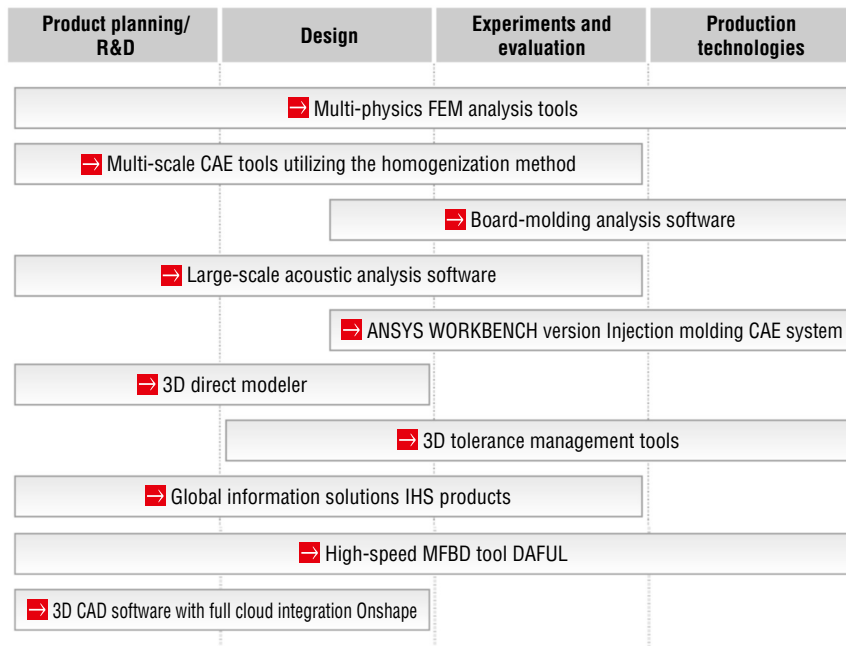 Product planning/
R&D
Design
Experiments and
evaluation
Production
technologies
Multi-physics FEM analysis tools
Multi-scale CAE tools utilizing the homogenization method
Board-molding analysis software
Large-scale acoustic analysis software
ANSYS WORKBENCH version Injection molding CAE system
3D direct modeler
3D tolerance management tools
Global information solutions IHS products
High-speed MFBD tool DAFUL
3D CAD software with full cloud integration Onshape